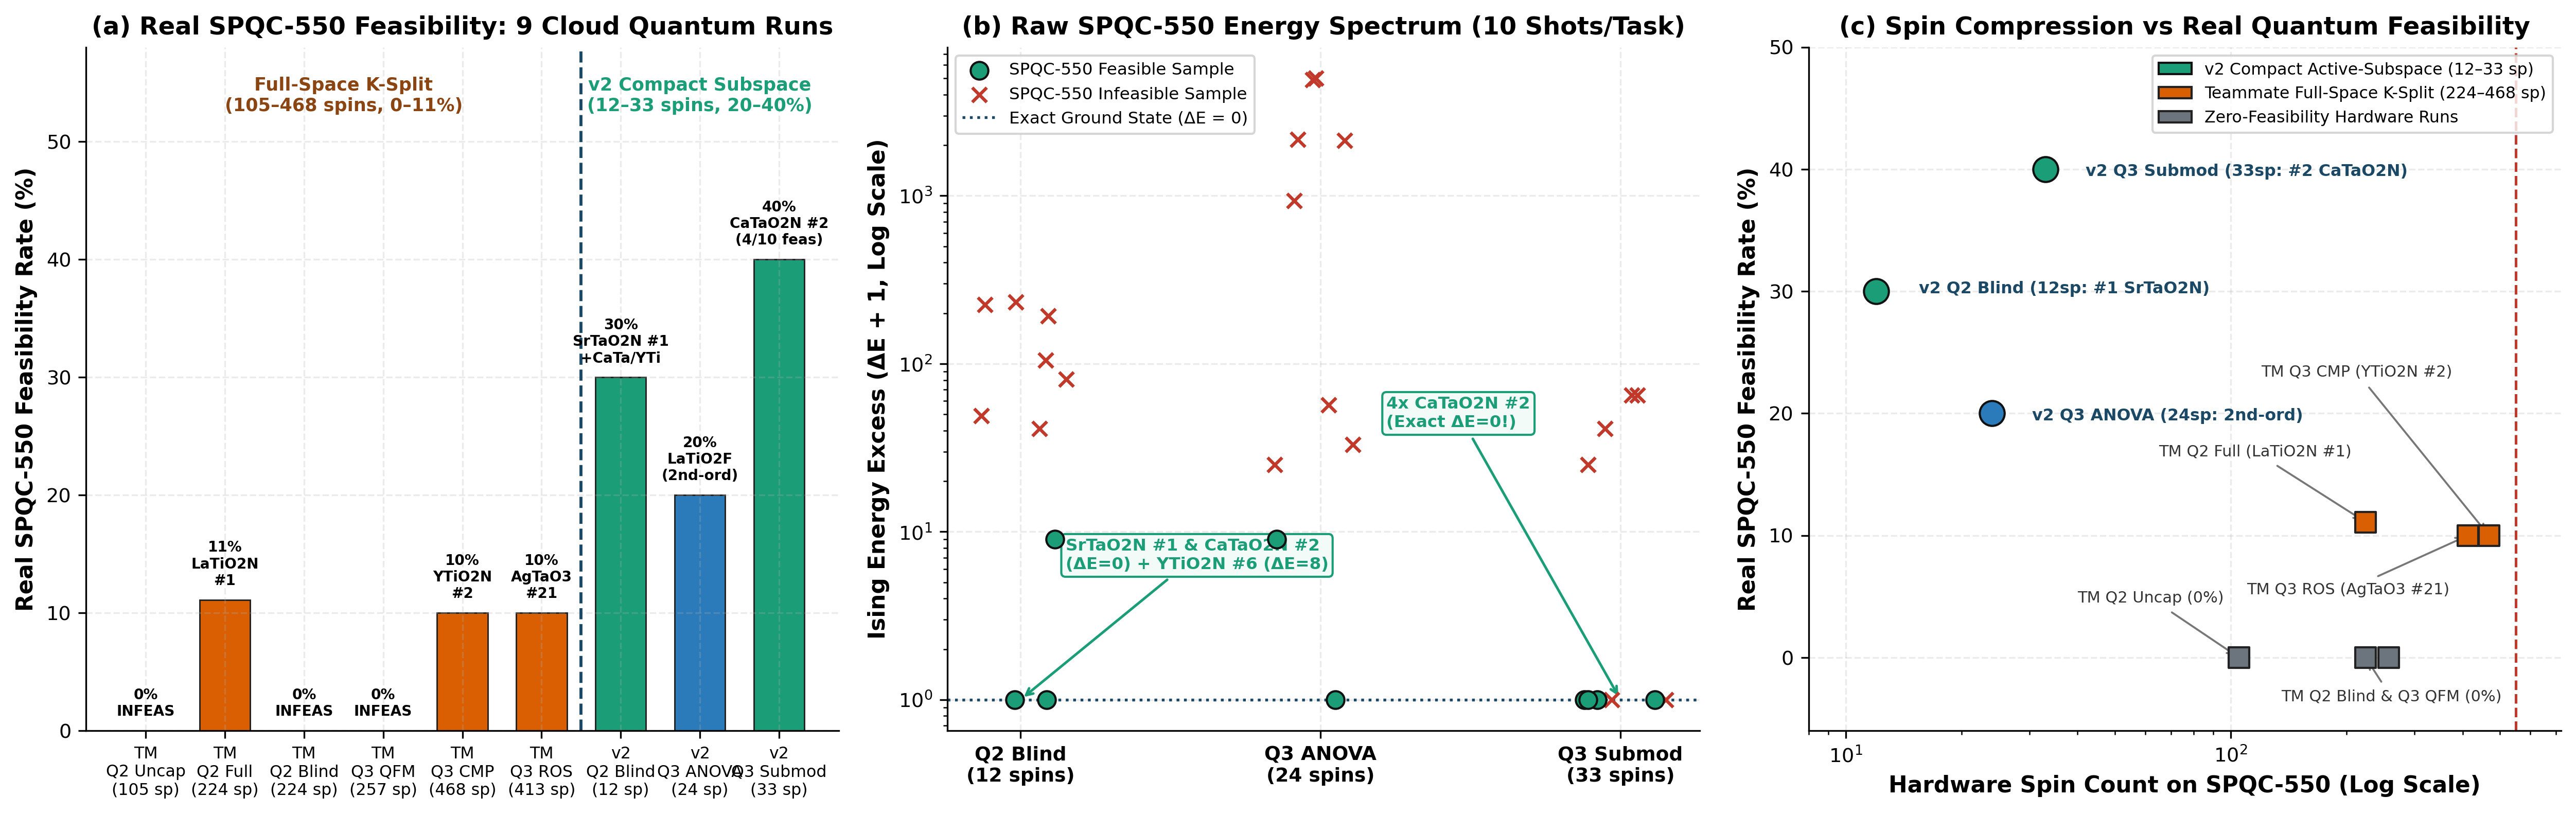 (a) Real SPQC-550 Feasibility: 9 Cloud Quantum Runs
Real SPQC-550 Feasibility Rate (%)
50
40
30
20
10
0
Full-Space K-Split
(105–468 spins, 0–11%)
v2 Compact Subspace
(12–33 spins, 20–40%)
0%
INFEAS
11%
LaTiO2N
#1
0%
INFEAS
0%
INFEAS
10%
YTiO2N
#2
10%
AgTaO3
#21
30%
SrTaO2N #1
+CaTa/YTi
20%
LaTiO2F
(2nd-ord)
40%
CaTaO2N #2
(4/10 feas)
TM
Q2 Uncap
(105 sp)
TM
Q2 Full
(224 sp)
TM
Q2 Blind
(224 sp)
TM
Q3 QFM
(257 sp)
TM
Q3 CMP
(468 sp)
TM
Q3 ROS
(413 sp)
v2
Q2 Blind
(12 sp)
v2
Q3 ANOVA
(24 sp)
v2
Q3 Submod
(33 sp)
(b) Raw SPQC-550 Energy Spectrum (10 Shots/Task)
Ising Energy Excess (ΔE + 1, Log Scale)
10³
10²
10¹
10⁰
SPQC-550 Feasible Sample
SPQC-550 Infeasible Sample
Exact Ground State (ΔE = 0)
4x CaTaO2N #2
(Exact ΔE=0!)
SrTaO2N #1 & CaTaO2N #2
(ΔE=0) + YTiO2N #6 (ΔE=8)
Q2 Blind
(12 spins)
Q3 ANOVA
(24 spins)
Q3 Submod
(33 spins)
(c) Spin Compression vs Real Quantum Feasibility
Real SPQC-550 Feasibility Rate (%)
50
40
30
20
10
0
v2 Compact Active-Subspace (12–33 sp)
Teammate Full-Space K-Split (224–468 sp)
Zero-Feasibility Hardware Runs
v2 Q3 Submod (33sp: #2 CaTaO2N)
v2 Q2 Blind (12sp: #1 SrTaO2N)
TM Q3 CMP (YTiO2N #2)
v2 Q3 ANOVA (24sp: 2nd-ord)
TM Q2 Full (LaTiO2N #1)
TM Q3 ROS (AgTaO3 #21)
TM Q2 Uncap (0%)
TM Q2 Blind & Q3 QFM (0%)
10¹
10²
Hardware Spin Count on SPQC-550 (Log Scale)